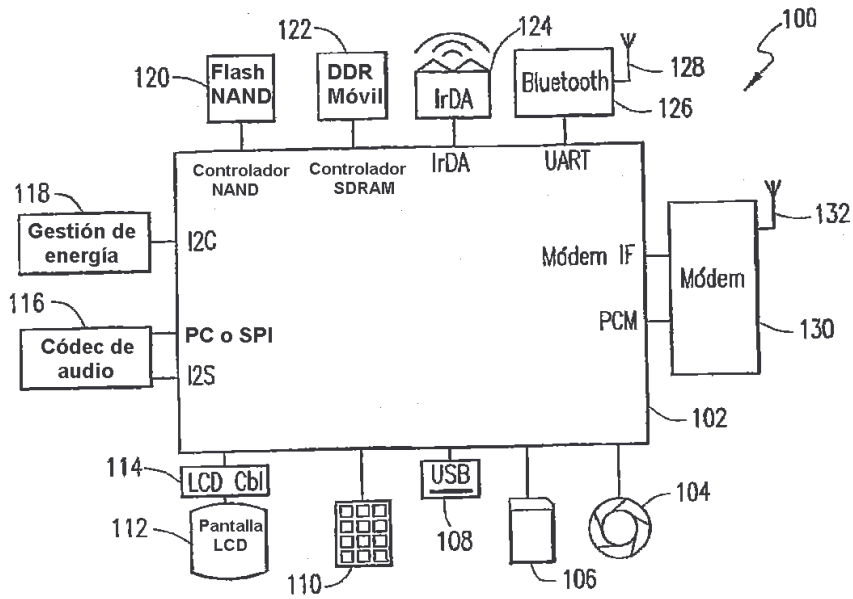 100
124
122
120
Flash
NAND
DDR
Móvil
IrDA
Bluetooth
128
126
Controlador
NAND
Controlador
SDRAM
IrDA
UART
118
Gestión de
energía
I2C
132
Módem IF
Módem
116
Códec de
audio
PC o SPI
I2S
PCM
130
102
114
LCD Cbl
USB
104
112
Pantalla
LCD
110
108
106